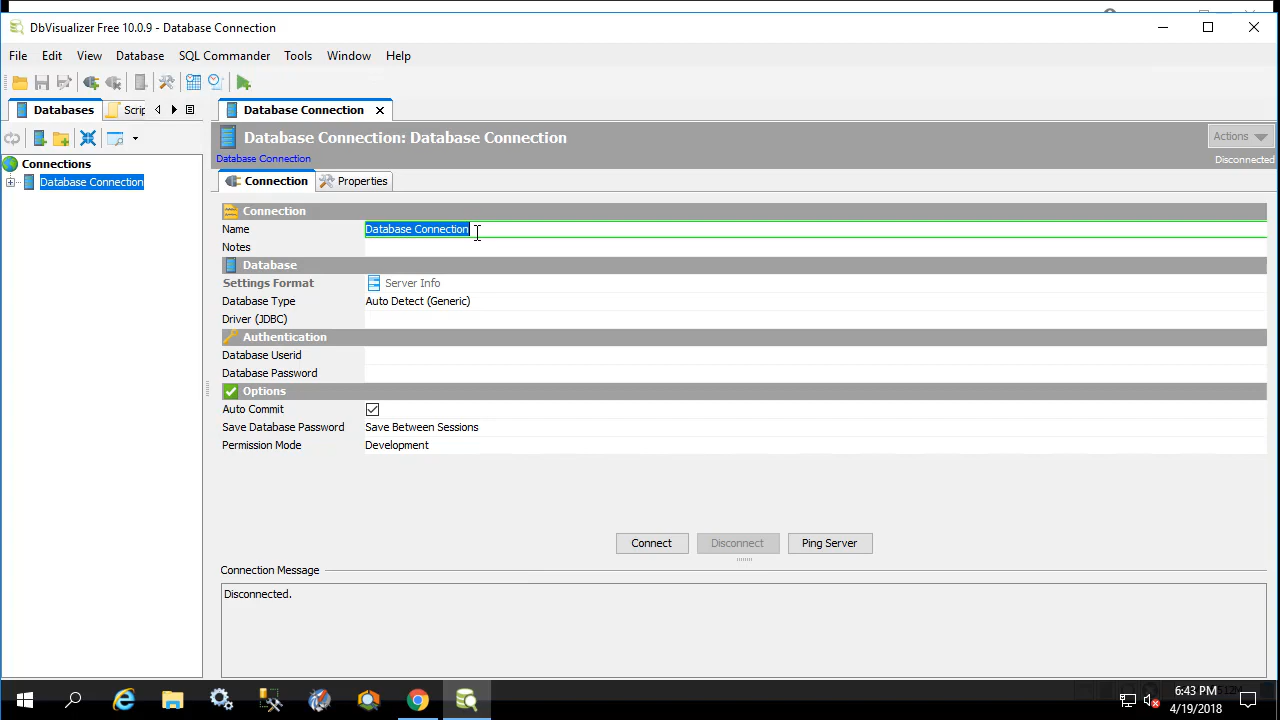 DbVisualizer Free 10.0.9 - Database Connection
File Edit View Database SQL Commander Tools Window Help
Databases Scrip Database Connection
Database Connection: Database Connection Actions
Database Connection Disconnected
Connections
Database Connection
Connection Properties
Connection
Name Database Connection
Notes
Database
Settings Format Server Info
Database Type Auto Detect (Generic)
Driver (JDBC)
Authentication
Database Userid
Database Password
Options
Auto Commit
Save Database Password Save Between Sessions
Permission Mode Development
Connect Disconnect Ping Server
Connection Message
Disconnected.
6:43 PM
4/19/2018